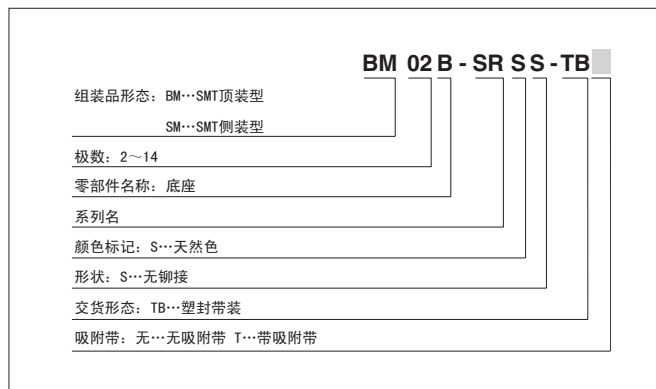 BM 02 B - SR S S - TB
组装品形态：BM…SMT顶装型
SM…SMT侧装型
极数：2～14
零部件名称：底座
系列名
颜色标记：S…天然色
形状：S…无铆接
交货形态：TB…塑封带装
吸附带：无…无吸附带 T…带吸附带